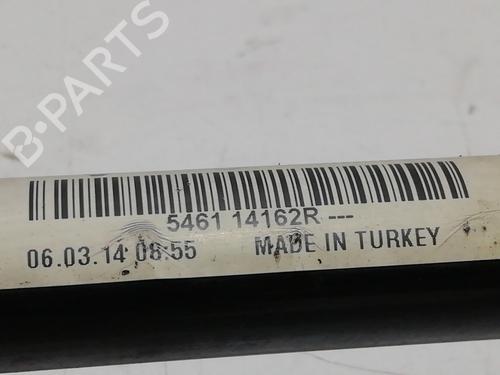 B-PARTS
5461 14162R ---
06.03.14 08:55 MADE IN TURKEY